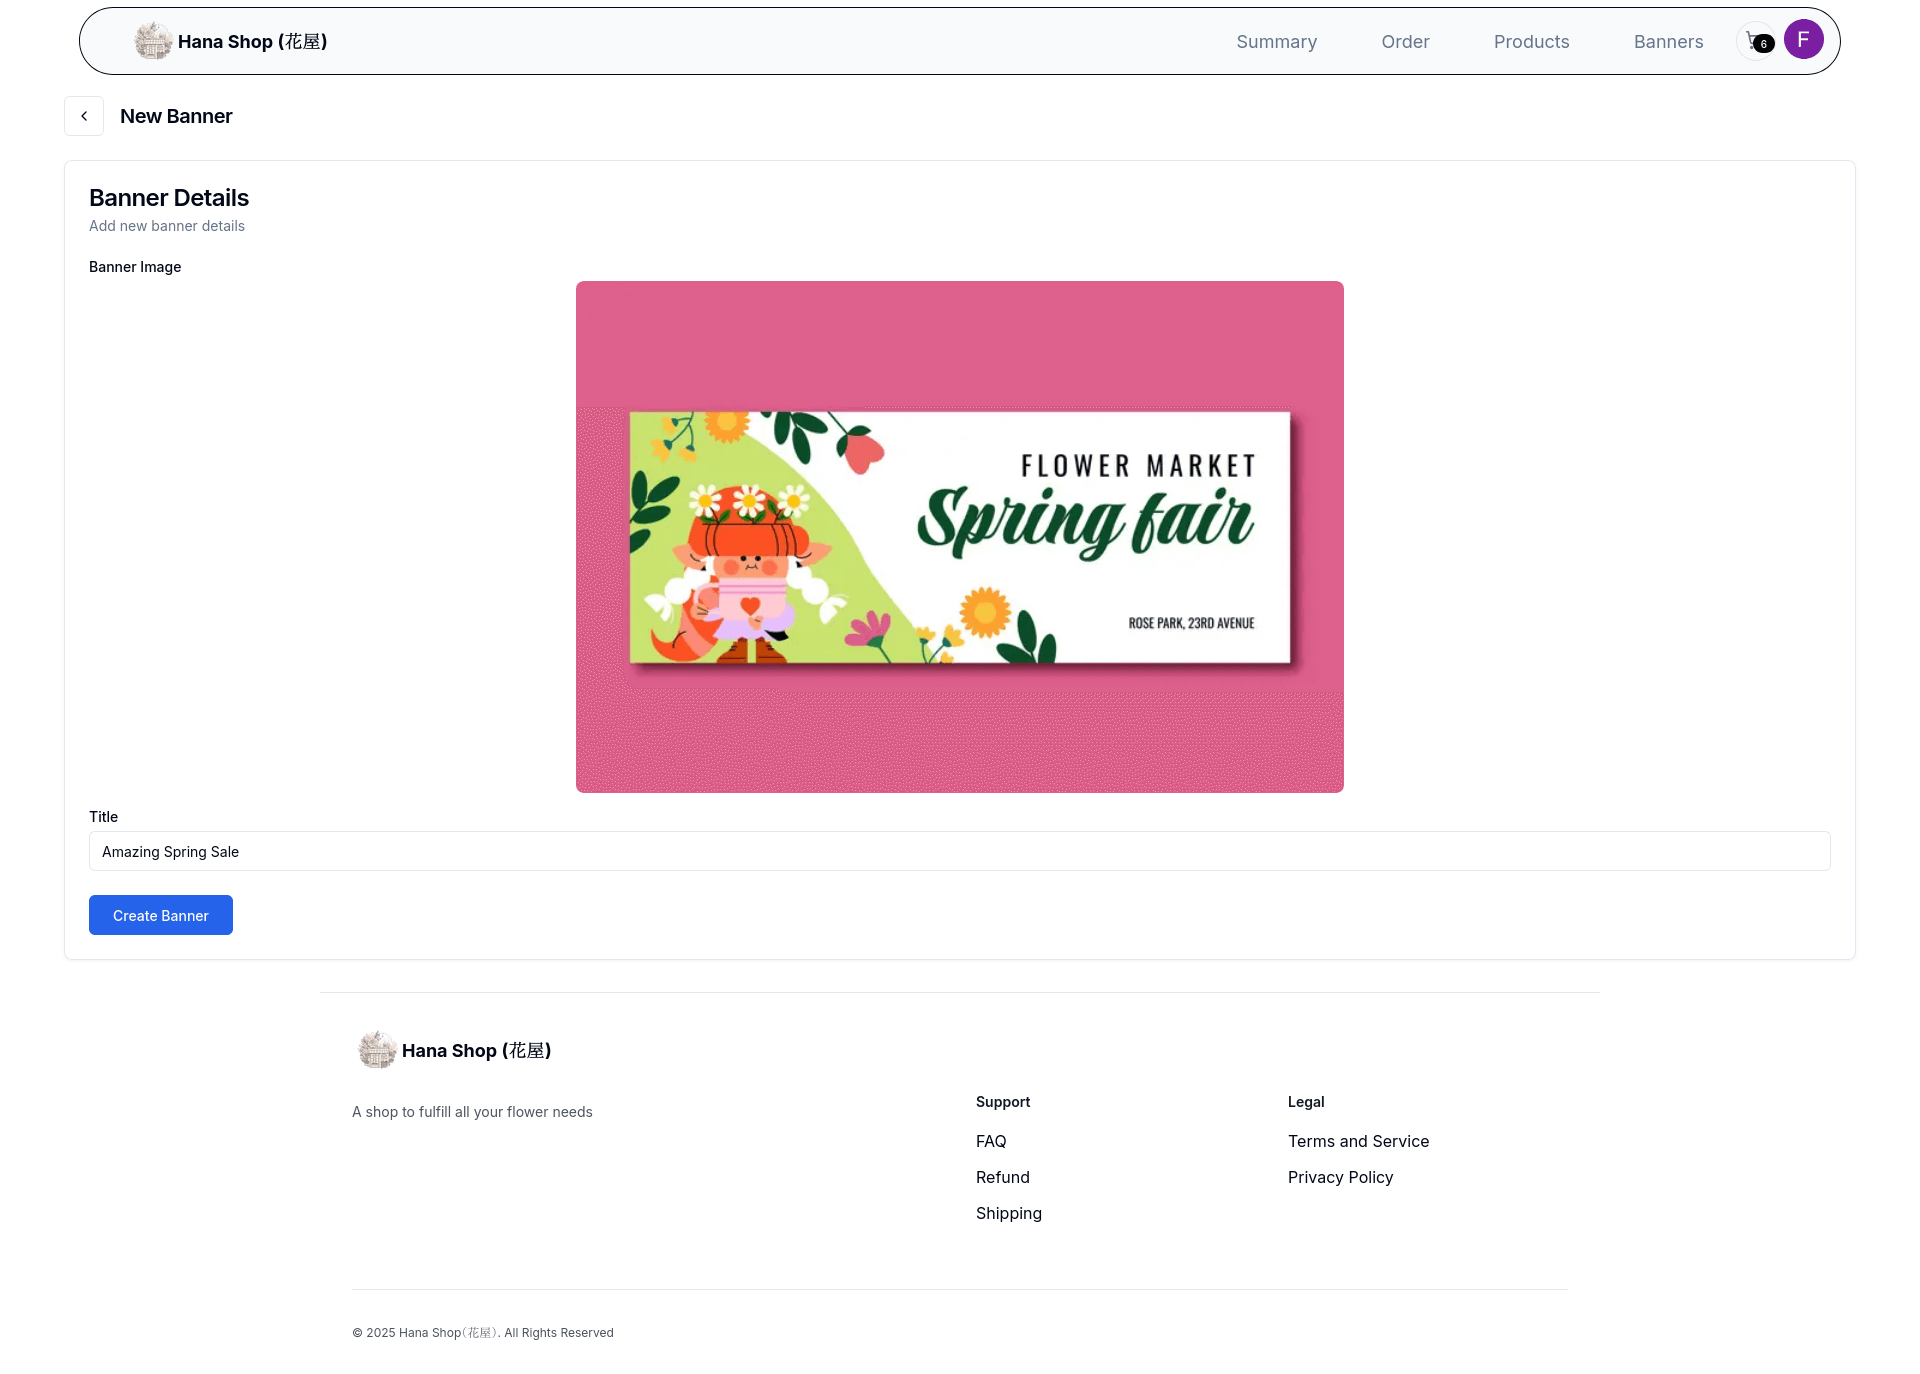 Hana Shop (花屋)
Summary
Order
Products
Banners
6
F
New Banner
Banner Details
Add new banner details
Banner Image
FLOWER MARKET
Spring fair
ROSE PARK, 23RD AVENUE
Title
Amazing Spring Sale
Create Banner
Hana Shop (花屋)
A shop to fulfill all your flower needs
Support
FAQ
Refund
Shipping
Legal
Terms and Service
Privacy Policy
© 2025 Hana Shop(花屋). All Rights Reserved